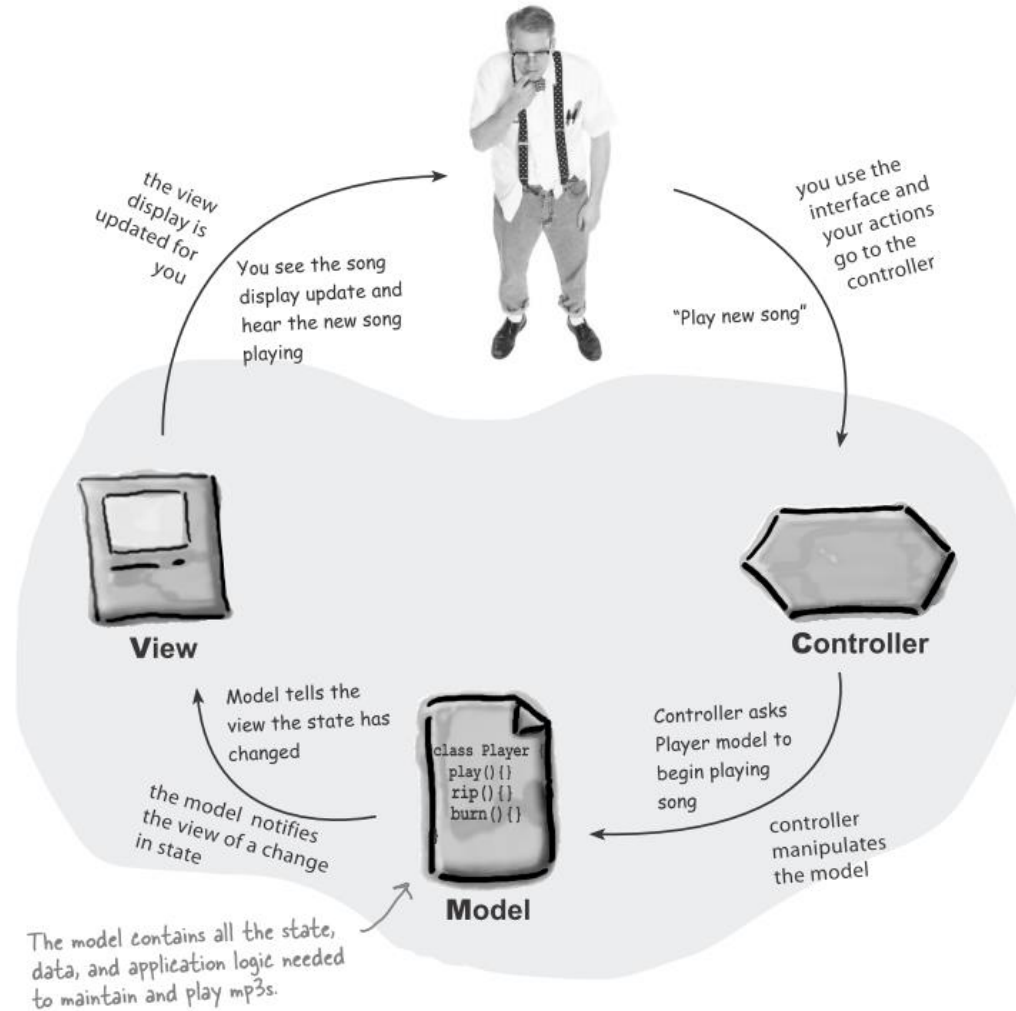 the view
display is
updated for
you
You see the song
display update and
hear the new song
playing
you use the
interface and
your actions
go to the
controller
"Play new song"
View
Controller
Model tells the
view the state has
changed
the model notifies
the view of a change
in state
class Player {
play(){}
rip(){}
burn(){}
Model
Controller asks
Player model to
begin playing
song
controller
manipulates
the model
The model contains all the state,
data, and application logic needed
to maintain and play mp3s.